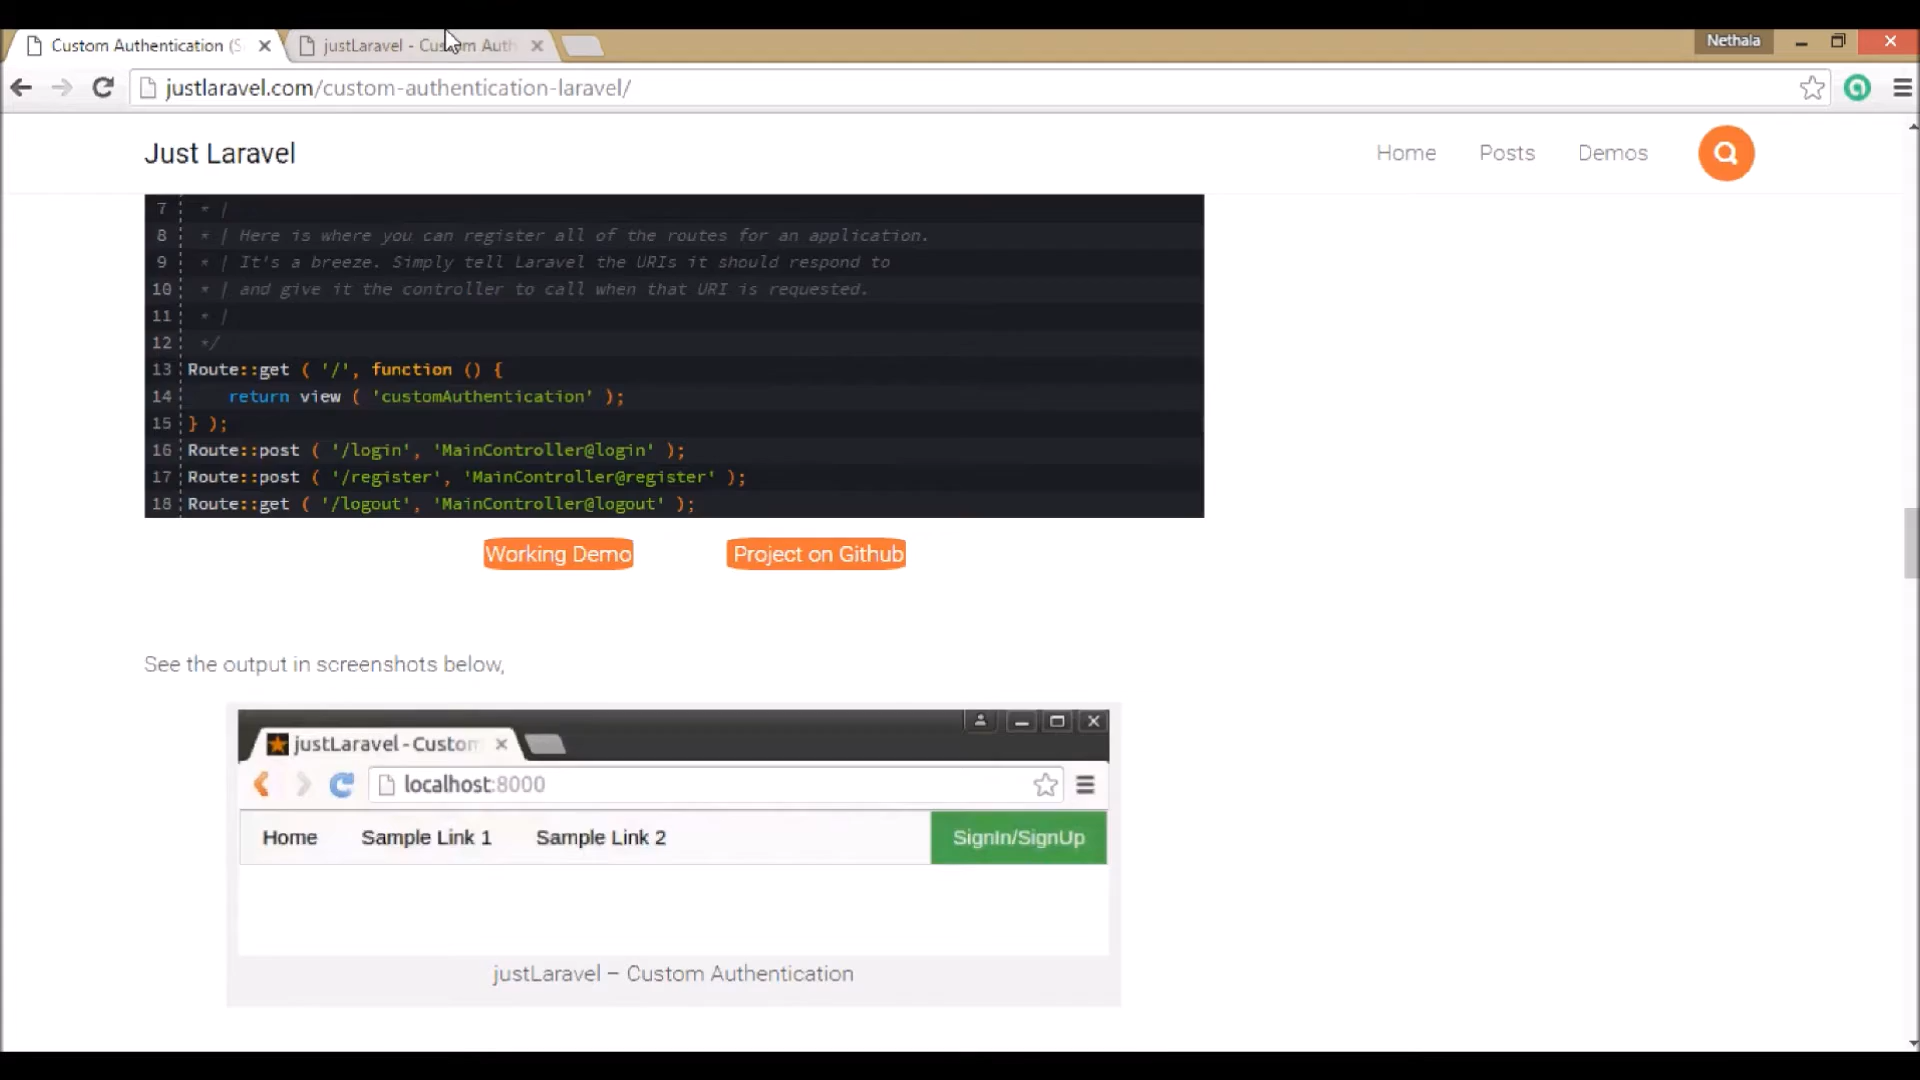 Custom Authentication (S
justLaravel - Custom Auth
Nethala
justlaravel.com/custom-authentication-laravel/
Just Laravel
Home
Posts
Demos
7 * |
8 * | Here is where you can register all of the routes for an application.
9 * | It's a breeze. Simply tell Laravel the URIs it should respond to
10 * | and give it the controller to call when that URI is requested.
11 * |
12 */
13 Route::get ( '/', function () {
14 return view ( 'customAuthentication' );
15 } );
16 Route::post ( '/login', 'MainController@login' );
17 Route::post ( '/register', 'MainController@register' );
18 Route::get ( '/logout', 'MainController@logout' );
Working Demo
Project on Github
See the output in screenshots below,
justLaravel - Custom
localhost:8000
Home
Sample Link 1
Sample Link 2
SignIn/SignUp
justLaravel – Custom Authentication